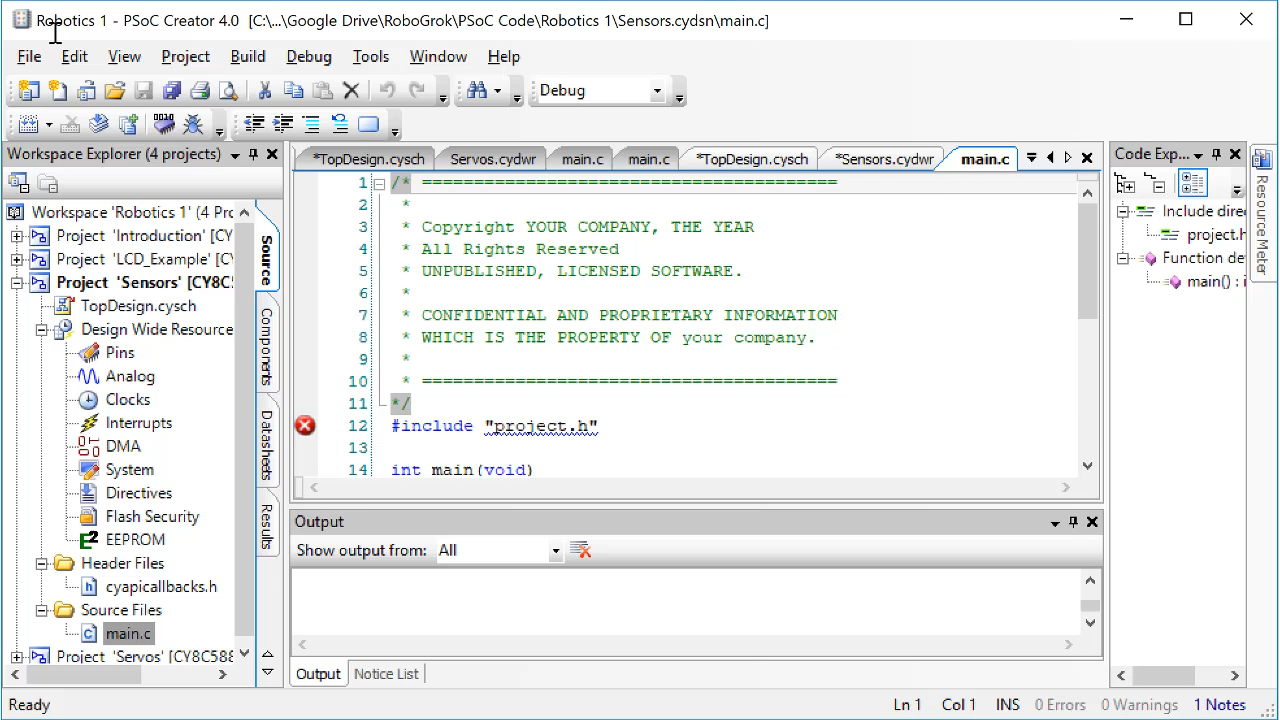 Robotics 1 - PSoC Creator 4.0 [C:\...\Google Drive\RoboGrok\PSoC Code\Robotics 1\Sensors.cydsn\main.c]
File Edit View Project Build Debug Tools Window Help
Debug
Workspace Explorer (4 projects)
Workspace 'Robotics 1' (4 Prc
Project 'Introduction' [CY
Project 'LCD_Example' [CY
Project 'Sensors' [CY8C5
TopDesign.cysch
Design Wide Resource
Pins
Analog
Clocks
Interrupts
DMA
System
Directives
Flash Security
EEPROM
Header Files
cyapicallbacks.h
Source Files
main.c
Project 'Servos' [CY8C588
Source
Components
Datasheets
Results
*TopDesign.cysch Servos.cydwr main.c main.c *TopDesign.cysch *Sensors.cydwr main.c
1 /* ========================================
2 *
3 * Copyright YOUR COMPANY, THE YEAR
4 * All Rights Reserved
5 * UNPUBLISHED, LICENSED SOFTWARE.
6 *
7 * CONFIDENTIAL AND PROPRIETARY INFORMATION
8 * WHICH IS THE PROPERTY OF your company.
9 *
10 * ========================================
11 */
12 #include "project.h"
13
14 int main(void)
Output
Show output from: All
Output Notice List
Code Exp...
Include dire
project.h
Function de
main() : i
Resource Meter
Ready
Ln 1 Col 1 INS 0 Errors 0 Warnings 1 Notes